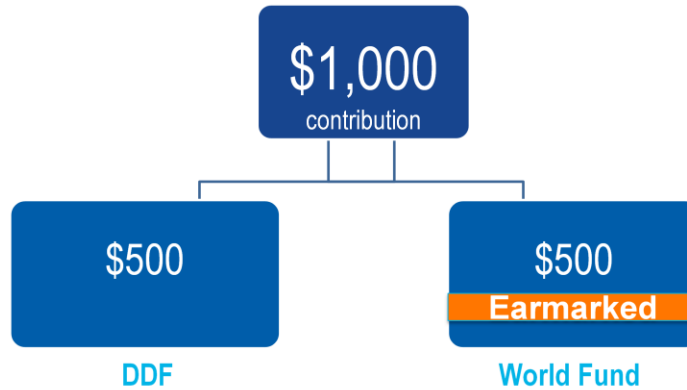 $1,000
contribution
$500
$500
Earmarked
DDF
World Fund